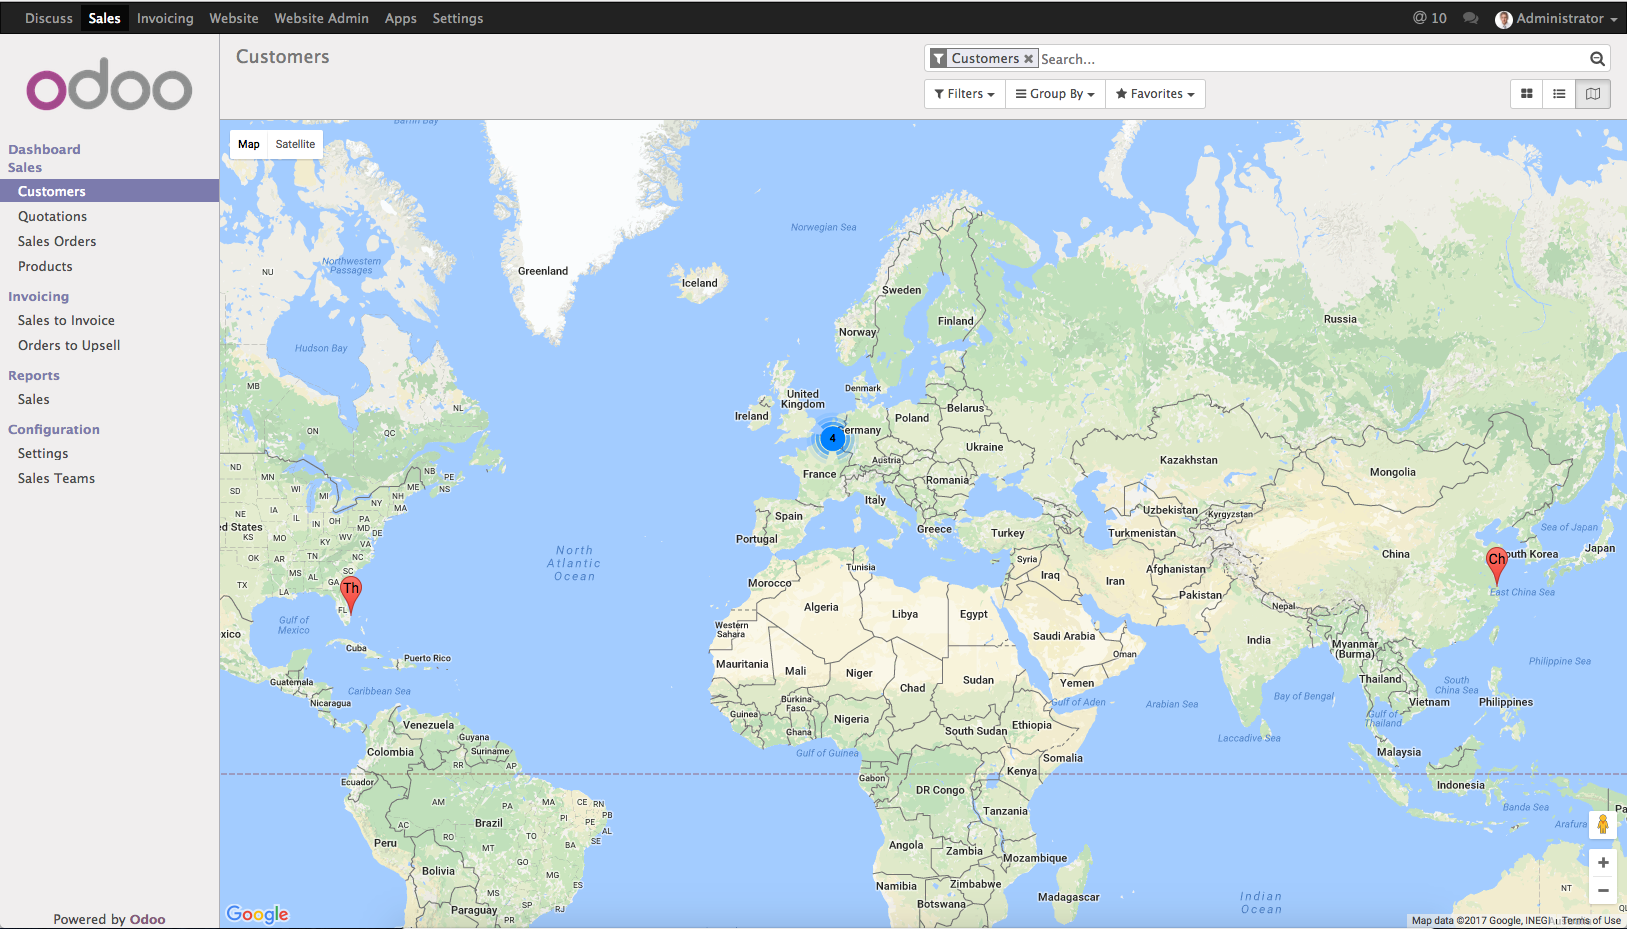 Discuss Sales Invoicing Website Website Admin Apps Settings
@ 10 Administrator
odoo
Customers
Customers × Search...
Filters Group By Favorites
Dashboard
Sales
Customers
Quotations
Sales Orders
Products
Invoicing
Sales to Invoice
Orders to Upsell
Reports
Sales
Configuration
Settings
Sales Teams
Powered by Odoo
Map Satellite
Baffin Bay
Norwegian Sea
Northwestern
Passages
NU
Greenland
Iceland
Sweden
Finland
Norway
Russia
Hudson Bay
MB
NL
ON
QC
Denmark
United
Kingdom
Ireland
Poland
Belarus
4
Germany
Ukraine
Austria
France
Romania
Kazakhstan
Mongolia
Italy
Spain
Portugal
Greece
Turkey
Uzbekistan
Kyrgyzstan
Turkmenistan
Sea of Japan
South Korea
Japan
China
Ch
East China Sea
ND
MN
SD
WI
MI
NB
PE
ME
NS
NH
NY
MA
NE
IA
IL
IN
OH
PA
MD
DE
d States
KS
MO
KY
WV
VA
OK
AR
TN
NC
MS
AL
SC
GA
TX
LA
Th
FL
Gulf of
Mexico
xico
North
Atlantic
Ocean
Cuba
Puerto Rico
Guatemala
Caribbean Sea
Nicaragua
Tunisia
Morocco
Algeria
Libya
Egypt
Western
Sahara
Syria
Iraq
Iran
Afghanistan
Pakistan
Nepal
India
Saudi Arabia
Oman
Yemen
Gulf of Aden
Arabian Sea
Bay of Bengal
Laccadive Sea
Myanmar
(Burma)
Thailand
Gulf of
Thailand
Vietnam
South
China Sea
Philippine Sea
Philippines
Malaysia
Indonesia
Banda Sea
Arafura
Pa
Mauritania
Mali
Niger
Chad
Sudan
Burkina
Faso
Guinea
Ghana
Nigeria
South Sudan
Ethiopia
Somalia
Gulf of Guinea
Gabon
DR Congo
Kenya
Tanzania
Angola
Zambia
Mozambique
Namibia
Zimbabwe
Botswana
Madagascar
Indian
Ocean
Venezuela
Guyana
Suriname
Colombia
RR
AP
Ecuador
AM
PA
MA
CE
RN
PB
PI
PE
AL
SE
AC
RO
TO
BA
Brazil
Peru
MT
GO
Bolivia
MG
ES
MS
SP
RJ
Paraguay
PR
NT
QL
+
−
Google
Map data ©2017 Google, INEGI Terms of Use